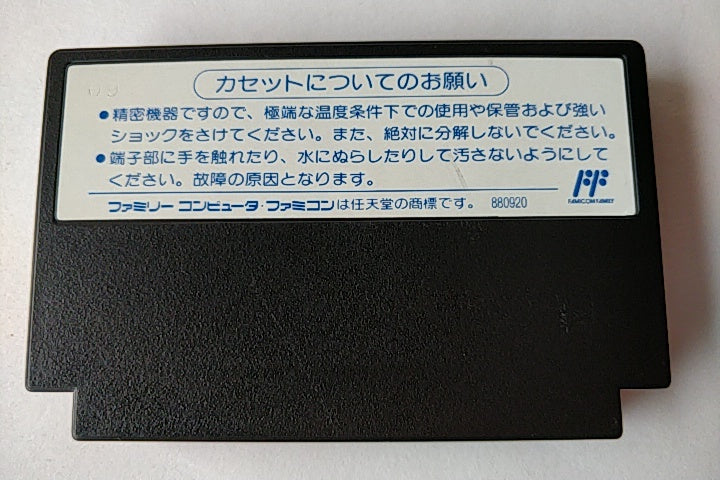 カセットについてのお願い
●精密機器ですので、極端な温度条件下での使用や保管および強い
ショックをさけてください。また、絶対に分解しないでください。
●端子部に手を触れたり、水にぬらしたりして汚さないようにして
ください。故障の原因となります。
FF
FAMICOM FAMILY
ファミリー コンピュータ・ファミコンは任天堂の商標です。 880920